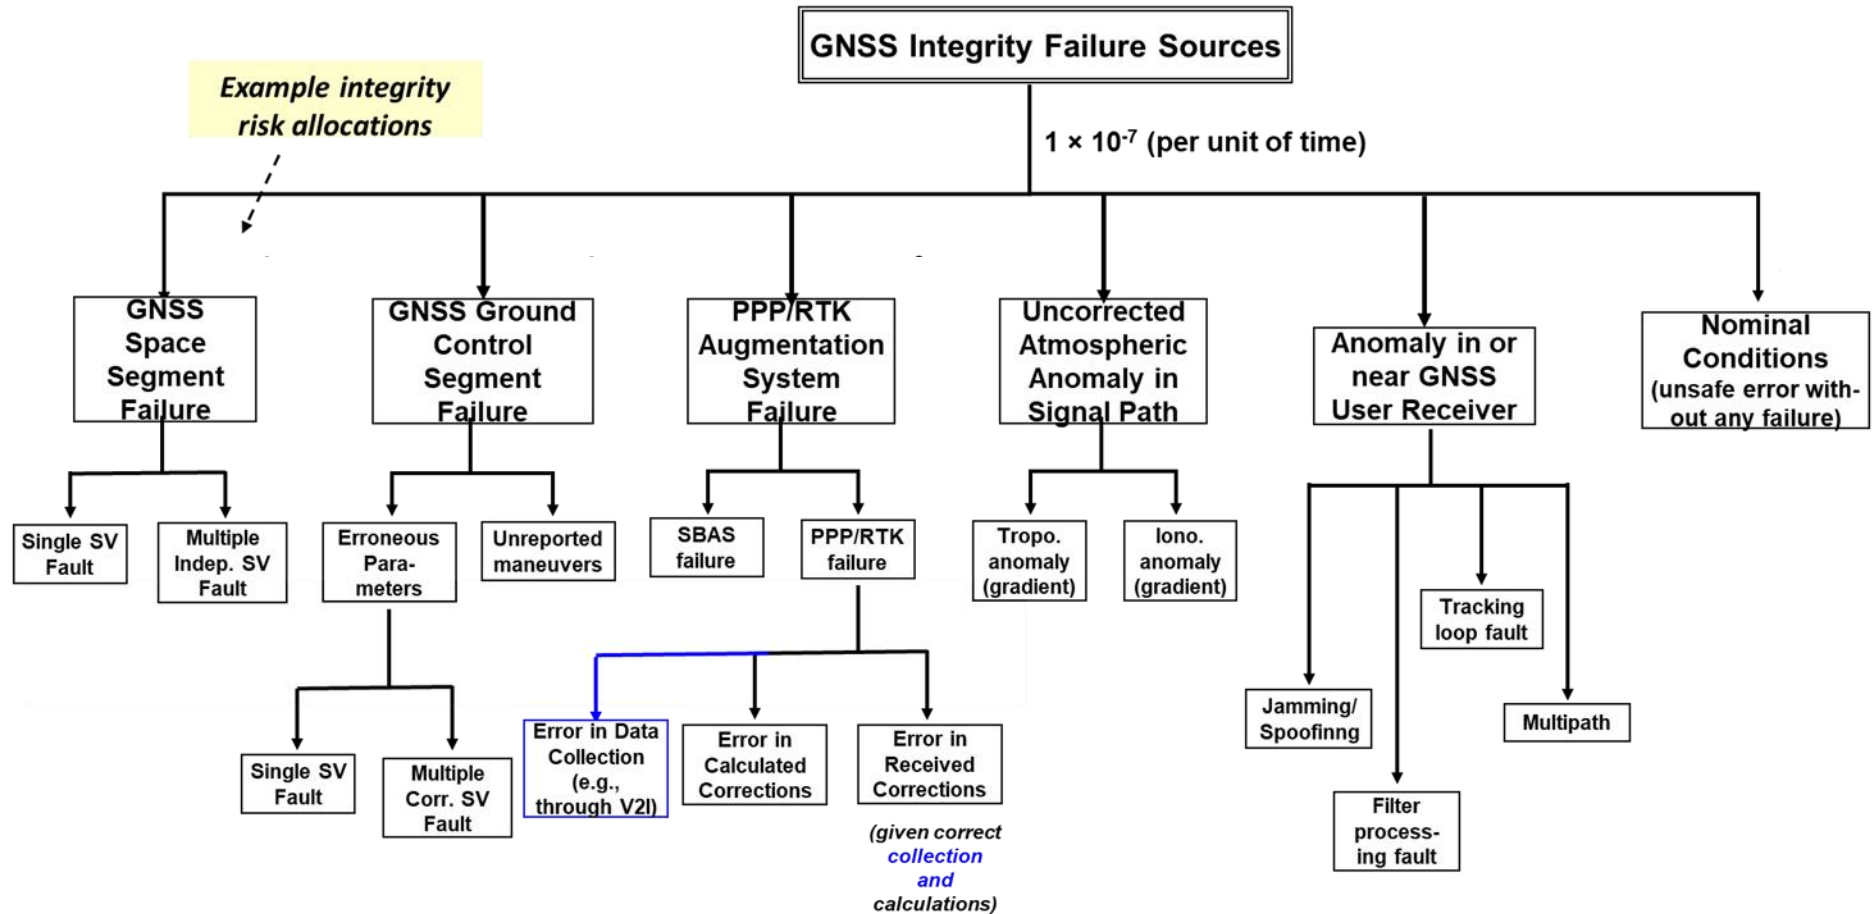 GNSS Integrity Failure Sources
Example integrity
risk allocations
1 × 10⁻⁷ (per unit of time)
GNSS
Space
Segment
Failure
GNSS Ground
Control
Segment
Failure
PPP/RTK
Augmentation
System
Failure
Uncorrected
Atmospheric
Anomaly in
Signal Path
Anomaly in or
near GNSS
User Receiver
Nominal
Conditions
(unsafe error with-
out any failure)
Single SV
Fault
Multiple
Indep. SV
Fault
Erroneous
Para-
meters
Unreported
maneuvers
SBAS
failure
PPP/RTK
failure
Tropo.
anomaly
(gradient)
Iono.
anomaly
(gradient)
Tracking
loop fault
Jamming/
Spoofinng
Multipath
Filter
process-
ing fault
Single SV
Fault
Multiple
Corr. SV
Fault
Error in Data
Collection
(e.g.,
through V2I)
Error in
Calculated
Corrections
Error in
Received
Corrections
(given correct
collection
and
calculations)